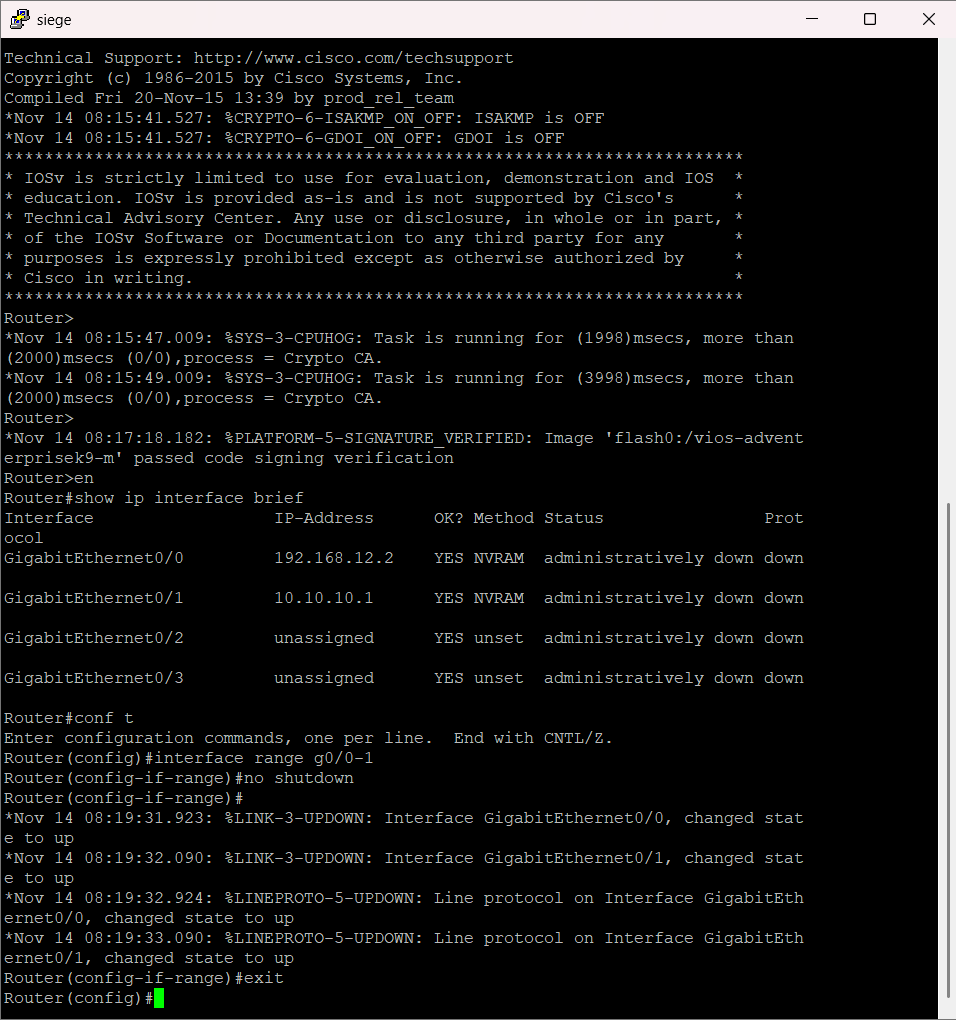 siege
Technical Support: http://www.cisco.com/techsupport
Copyright (c) 1986-2015 by Cisco Systems, Inc.
Compiled Fri 20-Nov-15 13:39 by prod_rel_team
*Nov 14 08:15:41.527: %CRYPTO-6-ISAKMP_ON_OFF: ISAKMP is OFF
*Nov 14 08:15:41.527: %CRYPTO-6-GDOI_ON_OFF: GDOI is OFF
**************************************************************************
* IOSv is strictly limited to use for evaluation, demonstration and IOS  *
* education. IOSv is provided as-is and is not supported by Cisco's      *
* Technical Advisory Center. Any use or disclosure, in whole or in part, *
* of the IOSv Software or Documentation to any third party for any       *
* purposes is expressly prohibited except as otherwise authorized by     *
* Cisco in writing.                                                      *
**************************************************************************
Router>
*Nov 14 08:15:47.009: %SYS-3-CPUHOG: Task is running for (1998)msecs, more than
(2000)msecs (0/0),process = Crypto CA.
*Nov 14 08:15:49.009: %SYS-3-CPUHOG: Task is running for (3998)msecs, more than
(2000)msecs (0/0),process = Crypto CA.
Router>
*Nov 14 08:17:18.182: %PLATFORM-5-SIGNATURE_VERIFIED: Image 'flash0:/vios-advent
erprisek9-m' passed code signing verification
Router>en
Router#show ip interface brief
Interface                  IP-Address      OK? Method Status                Prot
ocol
GigabitEthernet0/0         192.168.12.2    YES NVRAM  administratively down down
GigabitEthernet0/1         10.10.10.1      YES NVRAM  administratively down down
GigabitEthernet0/2         unassigned      YES unset  administratively down down
GigabitEthernet0/3         unassigned      YES unset  administratively down down
Router#conf t
Enter configuration commands, one per line.  End with CNTL/Z.
Router(config)#interface range g0/0-1
Router(config-if-range)#no shutdown
Router(config-if-range)#
*Nov 14 08:19:31.923: %LINK-3-UPDOWN: Interface GigabitEthernet0/0, changed stat
e to up
*Nov 14 08:19:32.090: %LINK-3-UPDOWN: Interface GigabitEthernet0/1, changed stat
e to up
*Nov 14 08:19:32.924: %LINEPROTO-5-UPDOWN: Line protocol on Interface GigabitEth
ernet0/0, changed state to up
*Nov 14 08:19:33.090: %LINEPROTO-5-UPDOWN: Line protocol on Interface GigabitEth
ernet0/1, changed state to up
Router(config-if-range)#exit
Router(config)#